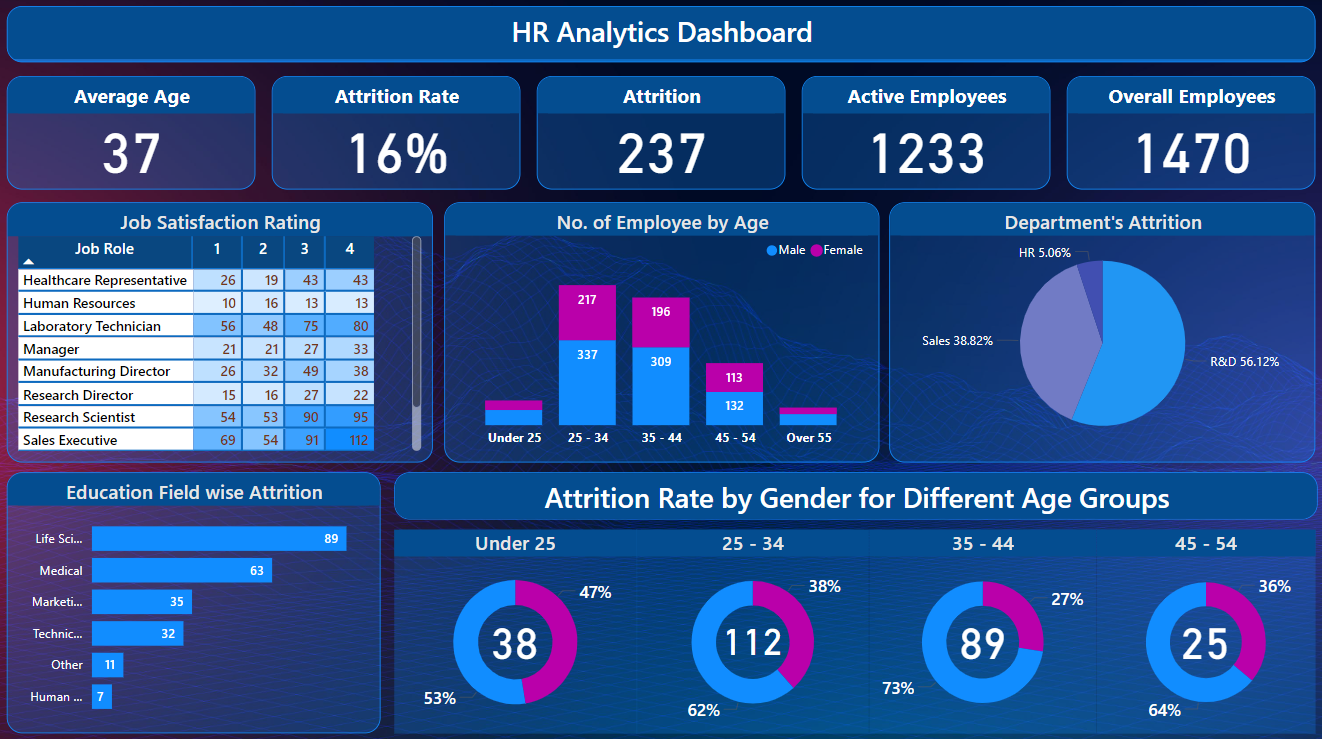 HR Analytics Dashboard
Average Age
37
Attrition Rate
16%
Attrition
237
Active Employees
1233
Overall Employees
1470
Job Satisfaction Rating
Job Role 1 2 3 4
Healthcare Representative 26 19 43 43
Human Resources 10 16 13 13
Laboratory Technician 56 48 75 80
Manager 21 21 27 33
Manufacturing Director 26 32 49 38
Research Director 15 16 27 22
Research Scientist 54 53 90 95
Sales Executive 69 54 91 112
No. of Employee by Age
Male Female
217
337
196
309
113
132
Under 25 25 - 34 35 - 44 45 - 54 Over 55
Department's Attrition
HR 5.06%
Sales 38.82%
R&D 56.12%
Education Field wise Attrition
Life Sci... 89
Medical 63
Marketi... 35
Technic... 32
Other 11
Human ... 7
Attrition Rate by Gender for Different Age Groups
Under 25
47%
38
53%
25 - 34
38%
112
62%
35 - 44
27%
89
73%
45 - 54
36%
25
64%